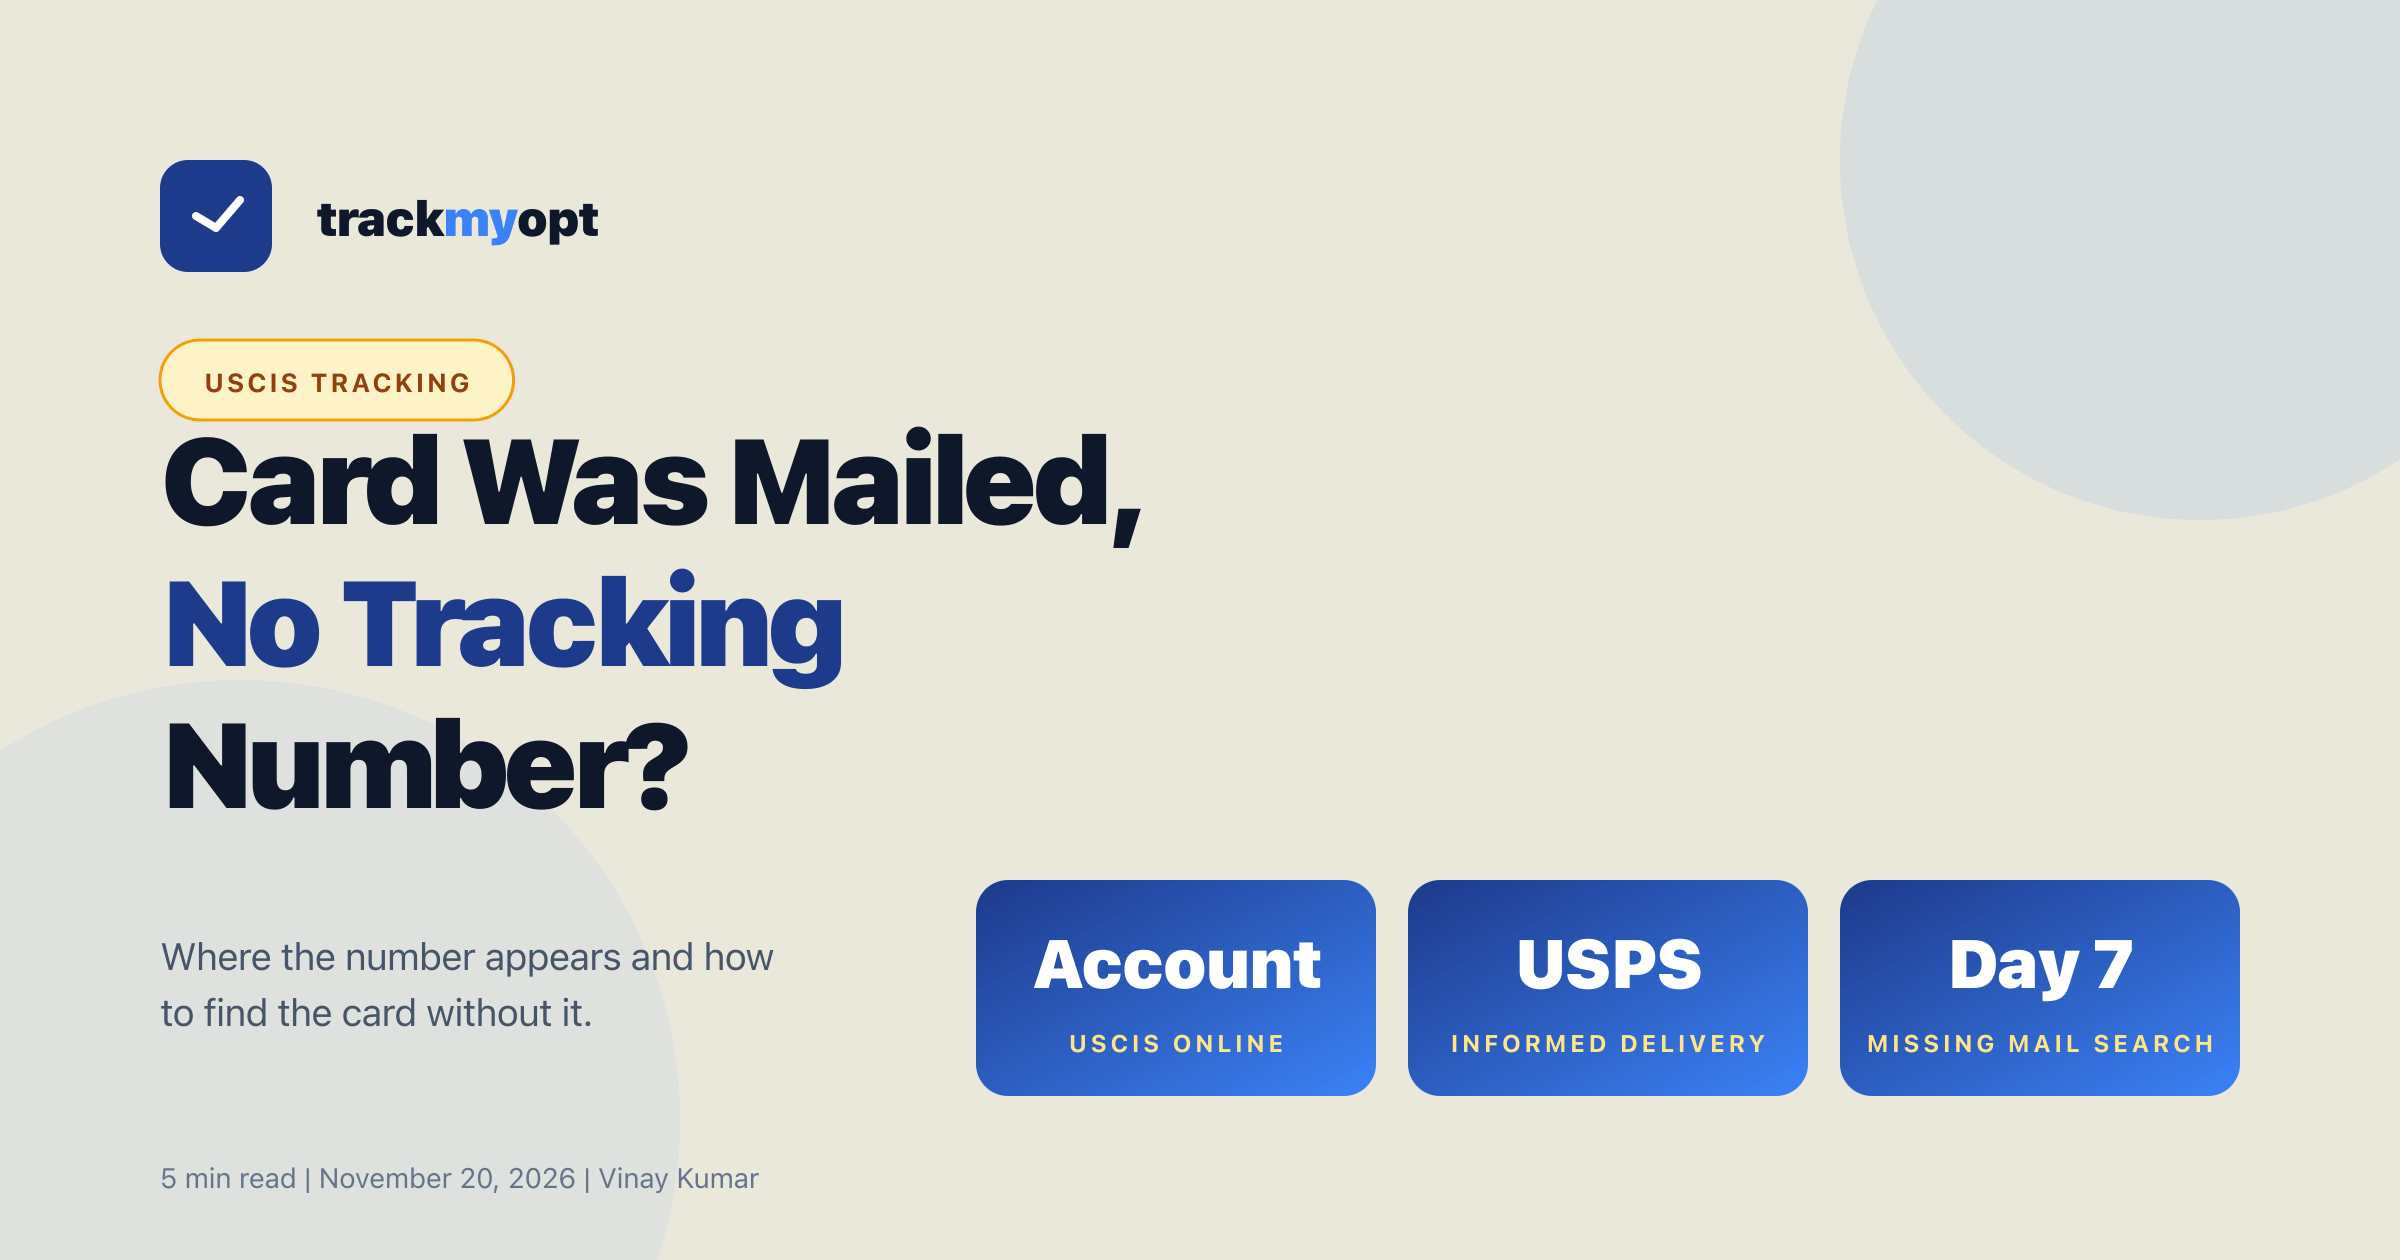 trackmyopt
USCIS TRACKING
Card Was Mailed,
No Tracking
Number?
Where the number appears and how
to find the card without it.
Account
USCIS ONLINE
USPS
INFORMED DELIVERY
Day 7
MISSING MAIL SEARCH
5 min read | November 20, 2026 | Vinay Kumar